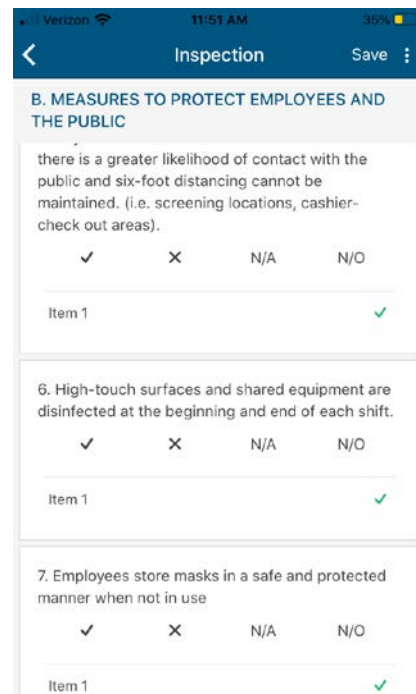 Verizon 11:51 AM 35%
Inspection Save
B. MEASURES TO PROTECT EMPLOYEES AND
THE PUBLIC
there is a greater likelihood of contact with the
public and six-foot distancing cannot be
maintained. (i.e. screening locations, cashier-
check out areas).
✓ X N/A N/O
Item 1 ✓
6. High-touch surfaces and shared equipment are
disinfected at the beginning and end of each shift.
✓ X N/A N/O
Item 1 ✓
7. Employees store masks in a safe and protected
manner when not in use
✓ X N/A N/O
Item 1 ✓